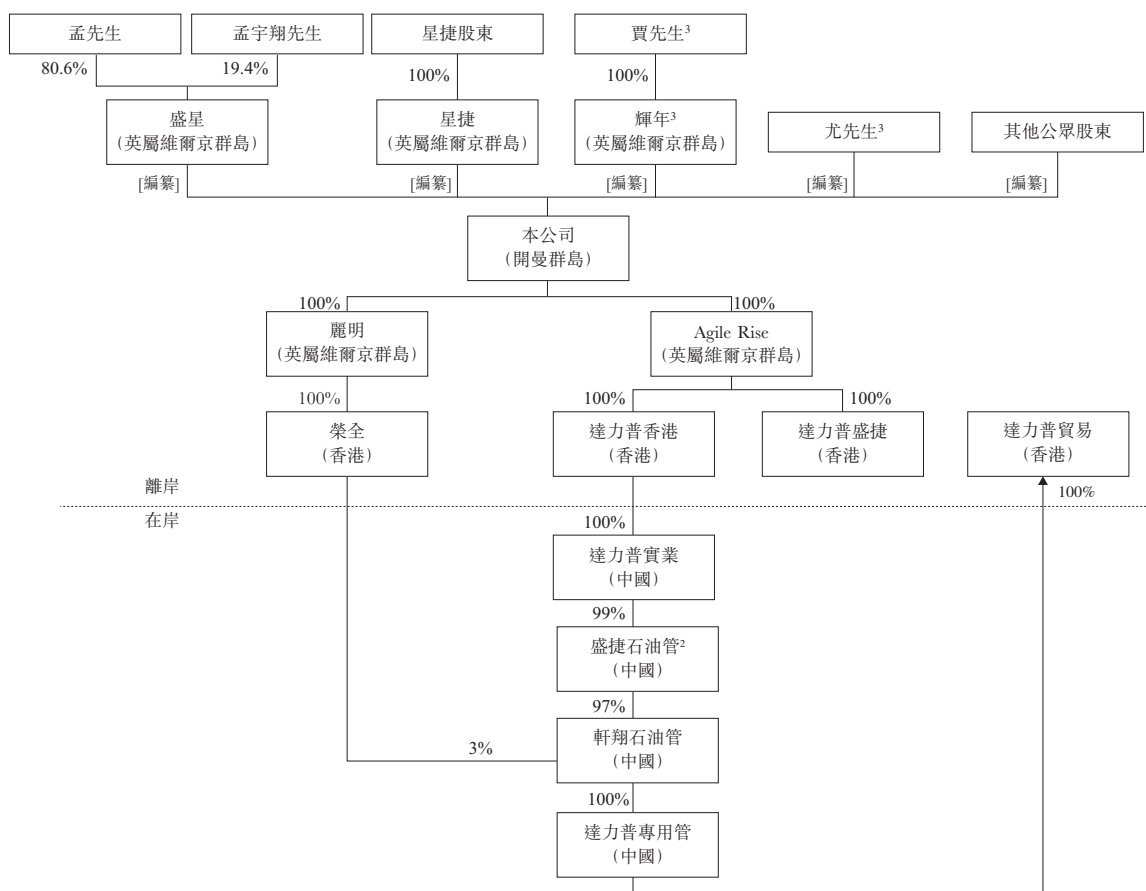 孟先生
孟宇翔先生
星捷股東
賈先生³
80.6%
19.4%
100%
100%
盛星
(英屬維爾京群島)
星捷
(英屬維爾京群島)
輝年³
(英屬維爾京群島)
尤先生³
其他公眾股東
[編纂]
[編纂]
[編纂]
[編纂]
[編纂]
本公司
(開曼群島)
100%
100%
麗明
(英屬維爾京群島)
Agile Rise
(英屬維爾京群島)
100%
100%
100%
榮全
(香港)
達力普香港
(香港)
達力普盛捷
(香港)
達力普貿易
(香港)
離岸
100%
在岸
100%
達力普實業
(中國)
99%
盛捷石油管²
(中國)
97%
3%
軒翔石油管
(中國)
100%
達力普專用管
(中國)